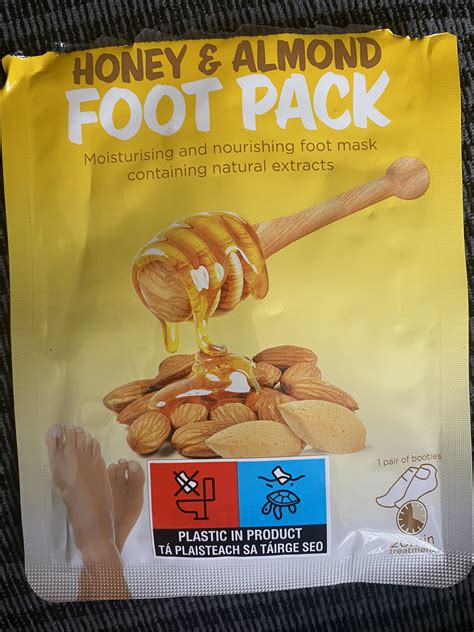 HONEY & ALMOND
FOOT PACK
Moisturising and nourishing foot mask
containing natural extracts
1 pair of booties
20min
treatment
PLASTIC IN PRODUCT
TÁ PLAISTEACH SA TÁIRGE SEO